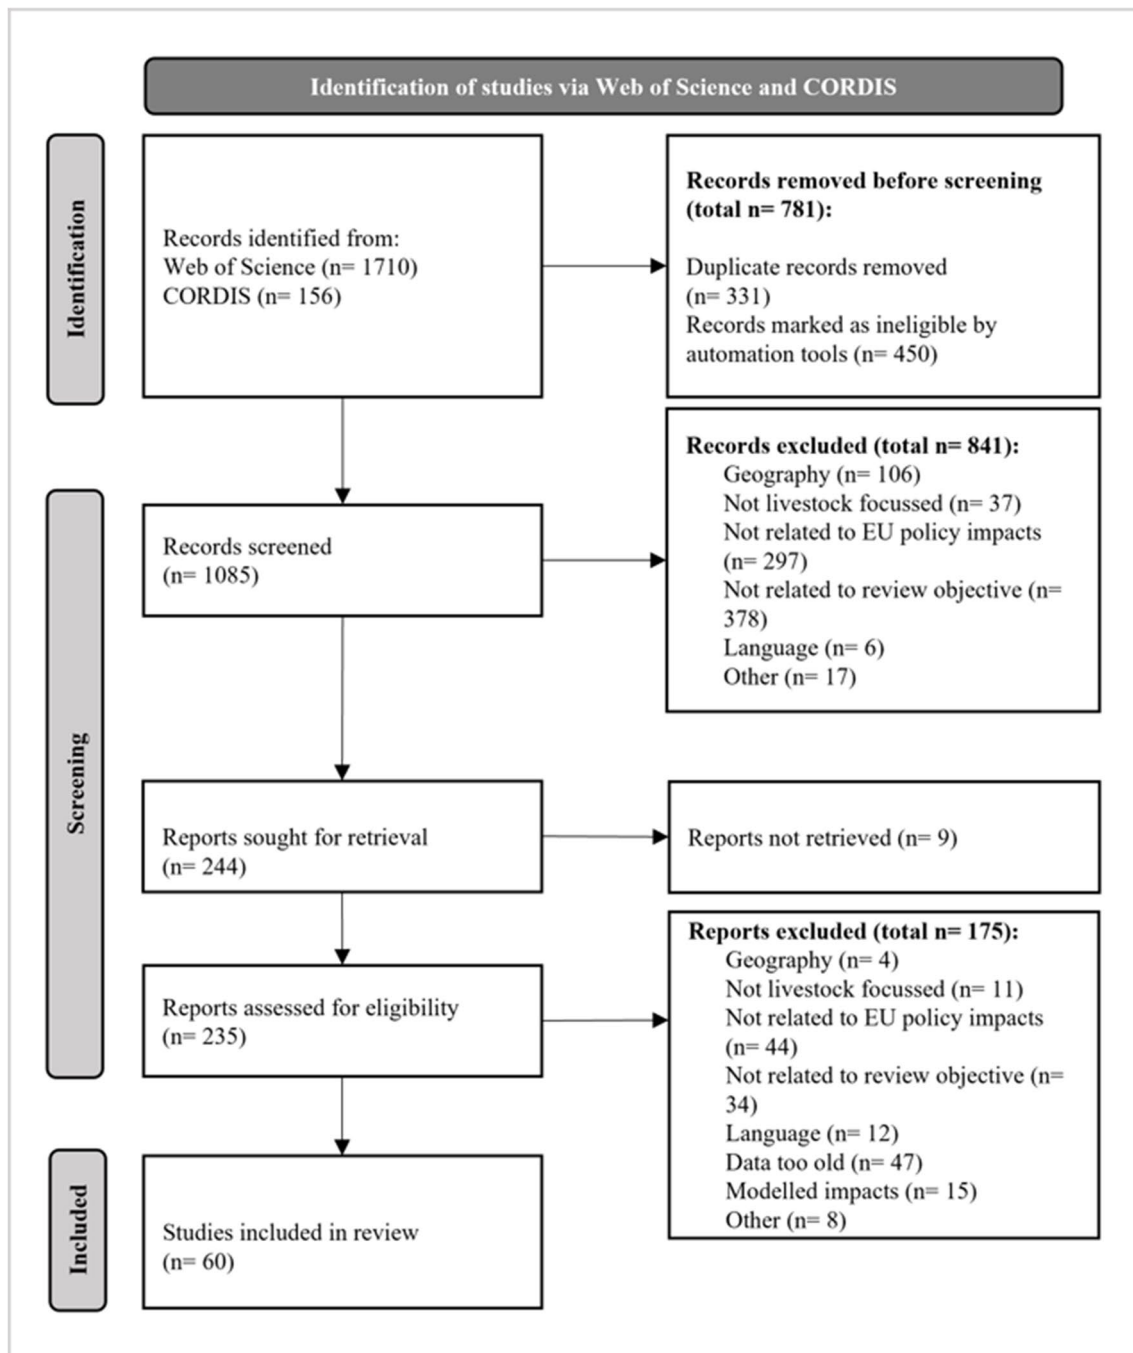 Identification of studies via Web of Science and CORDIS
Identification
Records identified from:
Web of Science (n= 1710)
CORDIS (n= 156)
Records removed before screening
(total n= 781):
Duplicate records removed
(n= 331)
Records marked as ineligible by
automation tools (n= 450)
Screening
Records screened
(n= 1085)
Records excluded (total n= 841):
Geography (n= 106)
Not livestock focussed (n= 37)
Not related to EU policy impacts
(n= 297)
Not related to review objective (n=
378)
Language (n= 6)
Other (n= 17)
Reports sought for retrieval
(n= 244)
Reports not retrieved (n= 9)
Reports assessed for eligibility
(n= 235)
Reports excluded (total n= 175):
Geography (n= 4)
Not livestock focussed (n= 11)
Not related to EU policy impacts
(n= 44)
Not related to review objective (n=
34)
Language (n= 12)
Data too old (n= 47)
Modelled impacts (n= 15)
Other (n= 8)
Included
Studies included in review
(n= 60)